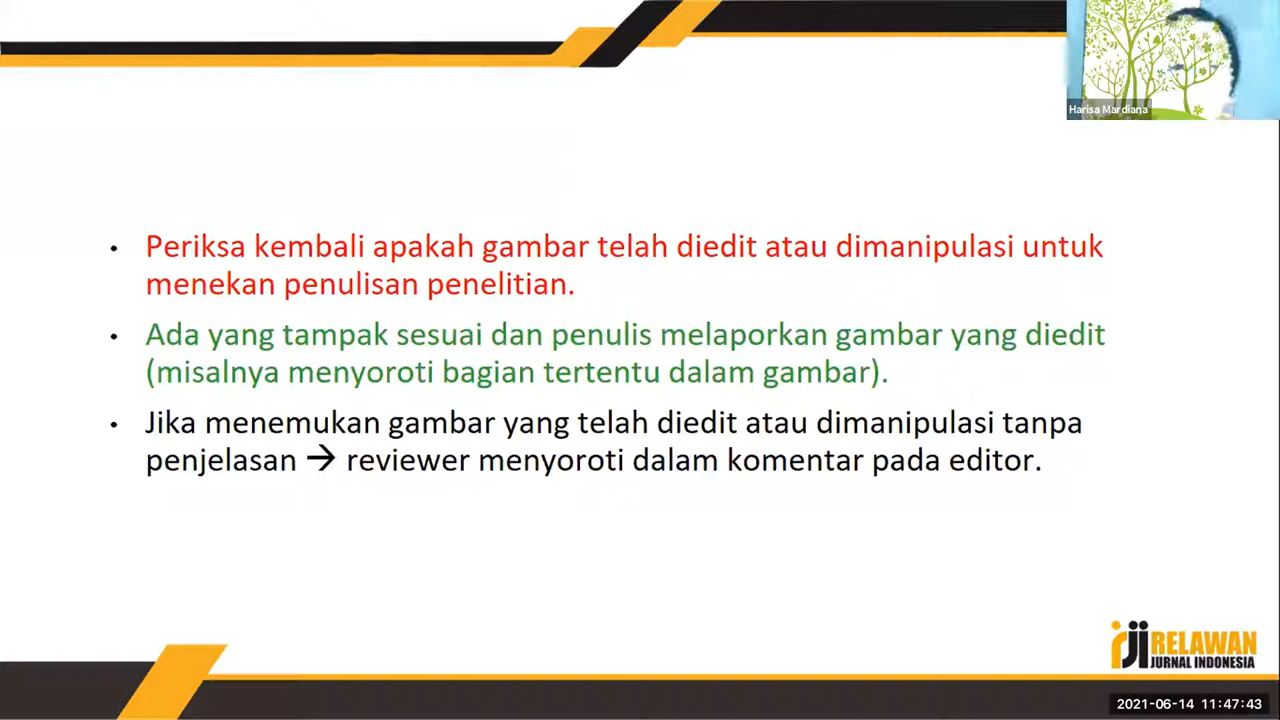 Harisa Mardiana
• Periksa kembali apakah gambar telah diedit atau dimanipulasi untuk
menekan penulisan penelitian.
• Ada yang tampak sesuai dan penulis melaporkan gambar yang diedit
(misalnya menyoroti bagian tertentu dalam gambar).
• Jika menemukan gambar yang telah diedit atau dimanipulasi tanpa
penjelasan → reviewer menyoroti dalam komentar pada editor.
rji RELAWAN
JURNAL INDONESIA
2021-06-14 11:47:43